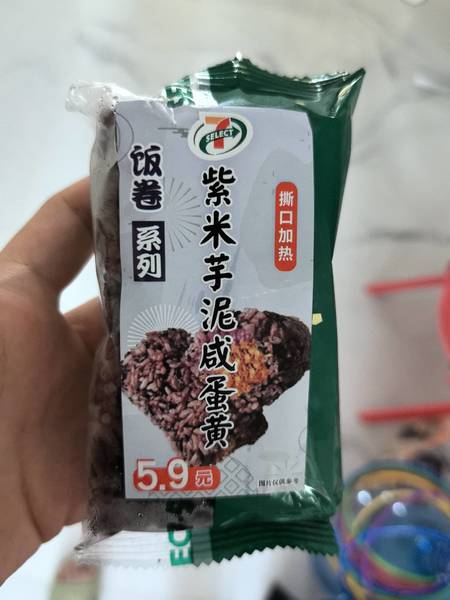 7
SELECT
饭卷
系列
紫米芋泥咸蛋黄
撕口加热
5.9元
图片仅供参考